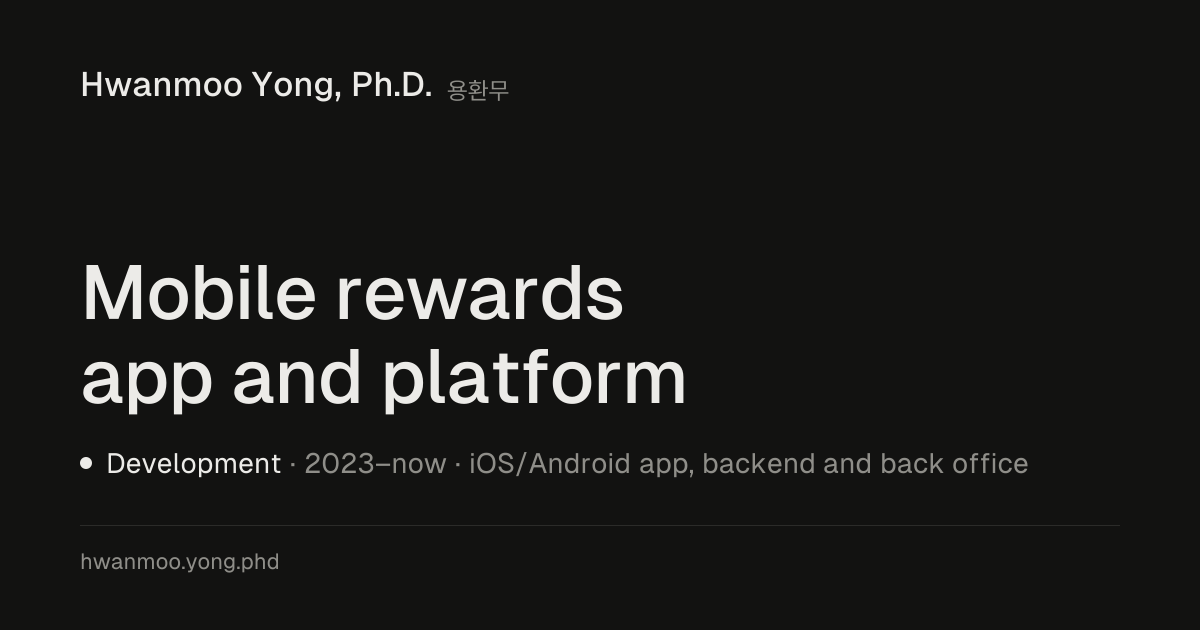 Hwanmoo Yong, Ph.D. 용환무
Mobile rewards
app and platform
Development · 2023–now · iOS/Android app, backend and back office
hwanmoo.yong.phd